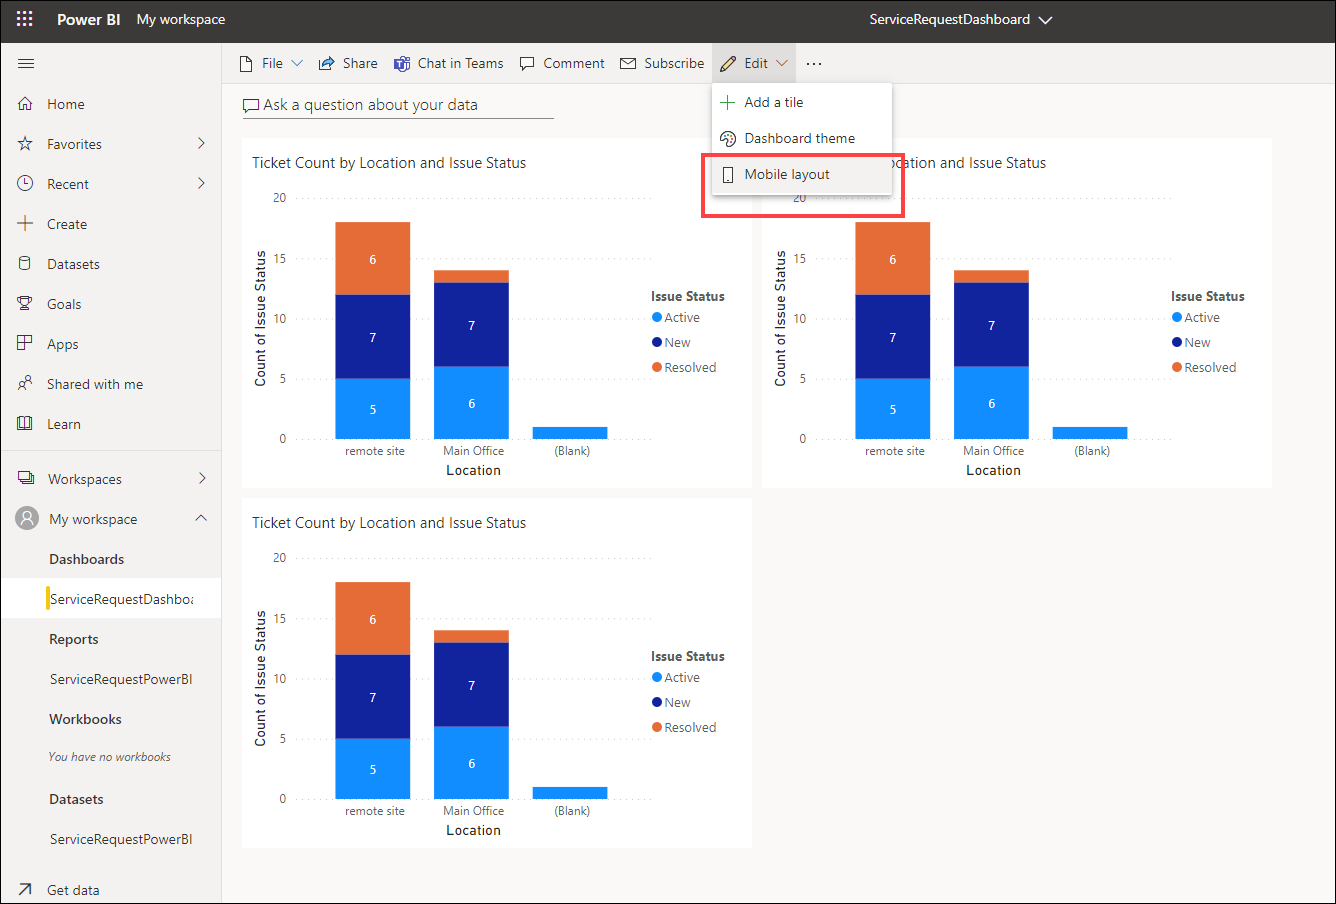 Power BI My workspace
ServiceRequestDashboard
File Share Chat in Teams Comment Subscribe Edit ...
Home
Favorites
Recent
Create
Datasets
Goals
Apps
Shared with me
Learn
Workspaces
My workspace
Dashboards
ServiceRequestDashbo
Reports
ServiceRequestPowerBI
Workbooks
You have no workbooks
Datasets
ServiceRequestPowerBI
Get data
Ask a question about your data
Add a tile
Dashboard theme
Mobile layout
Ticket Count by Location and Issue Status
Count of Issue Status
20
15
10
5
0
6
7
5
7
6
remote site Main Office (Blank)
Location
Issue Status
Active
New
Resolved
ocation and Issue Status
Count of Issue Status
20
15
10
5
0
6
7
5
7
6
remote site Main Office (Blank)
Location
Issue Status
Active
New
Resolved
Ticket Count by Location and Issue Status
Count of Issue Status
20
15
10
5
0
6
7
5
7
6
remote site Main Office (Blank)
Location
Issue Status
Active
New
Resolved